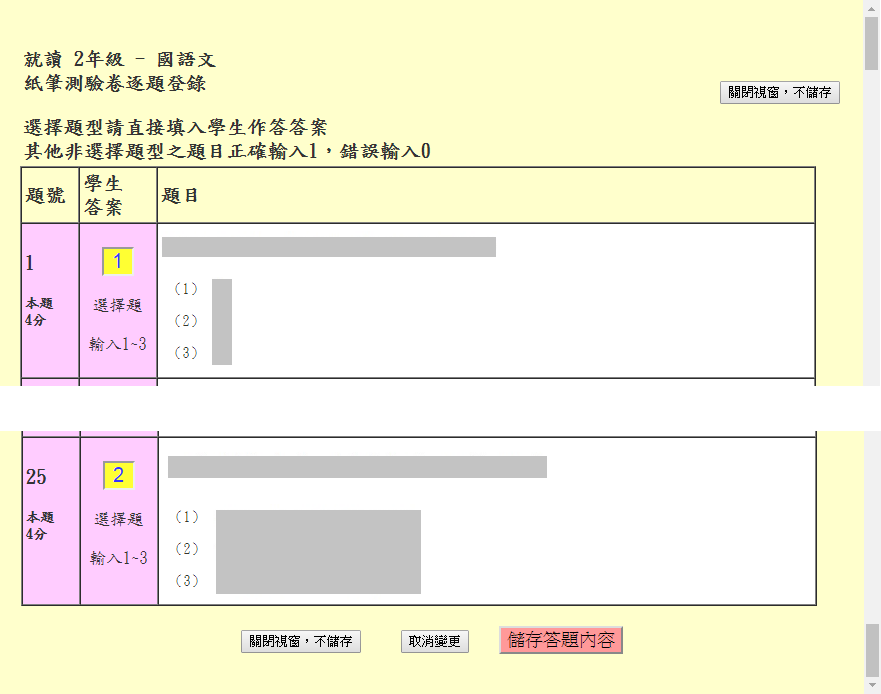 就讀 2年級 - 國語文
紙筆測驗卷逐題登錄
關閉視窗，不儲存
選擇題型請直接填入學生作答答案
其他非選擇題型之題目正確輸入1，錯誤輸入0
題號
學生
答案
題目
1
本題
4分
1
選擇題
輸入1~3
(1)
(2)
(3)
25
本題
4分
2
選擇題
輸入1~3
(1)
(2)
(3)
關閉視窗，不儲存
取消變更
儲存答題內容